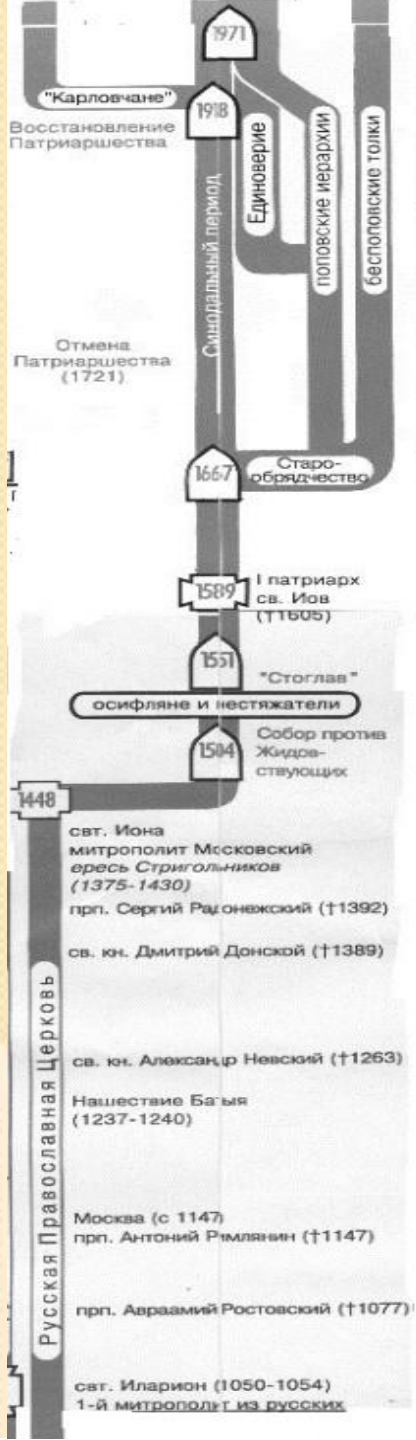 1971
"Карловчане"
1918
Восстановление
Патриаршества
Единоверие
поповские иерархии
беспоповские толки
Синодальный период
Отмена
Патриаршества
(1721)
1667
Старо-
обрядчество
г
1589
I патриарх
св. Иов
(†1605)
1551
"Стоглав"
осифляне и нестяжатели
1504
Собор против
Жидов-
ствующих
1448
свт. Иона
митрополит Московский
ересь Стригольников
(1375-1430)
прп. Сергий Радонежский (†1392)
св. кн. Дмитрий Донской (†1389)
Русская Православная Церковь
св. кн. Александр Невский (†1263)
Нашествие Батыя
(1237-1240)
Москва (с 1147)
прп. Антоний Римлянин (†1147)
прп. Авраамий Ростовский (†1077)
свт. Иларион (1050-1054)
1-й митрополит из русских